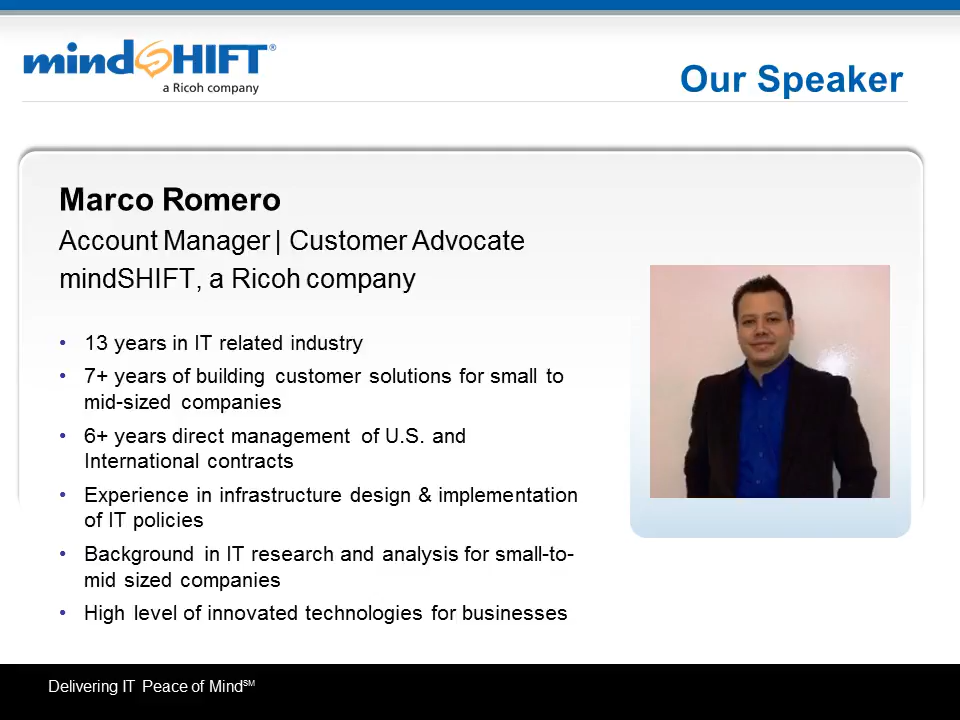 mindSHIFT®
a Ricoh company
Our Speaker
Marco Romero
Account Manager | Customer Advocate
mindSHIFT, a Ricoh company
• 13 years in IT related industry
• 7+ years of building customer solutions for small to
mid-sized companies
• 6+ years direct management of U.S. and
International contracts
• Experience in infrastructure design & implementation
of IT policies
• Background in IT research and analysis for small-to-
mid sized companies
• High level of innovated technologies for businesses
Delivering IT Peace of Mind℠